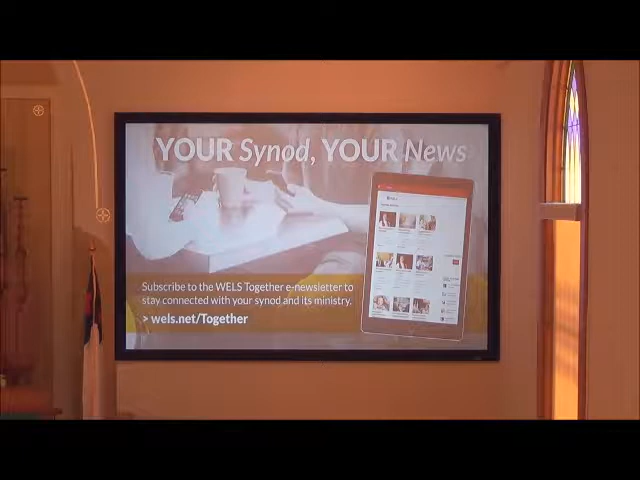 YOUR Synod, YOUR News
Subscribe to the WELS Together e-newsletter to
stay connected with your synod and its ministry.
> wels.net/Together